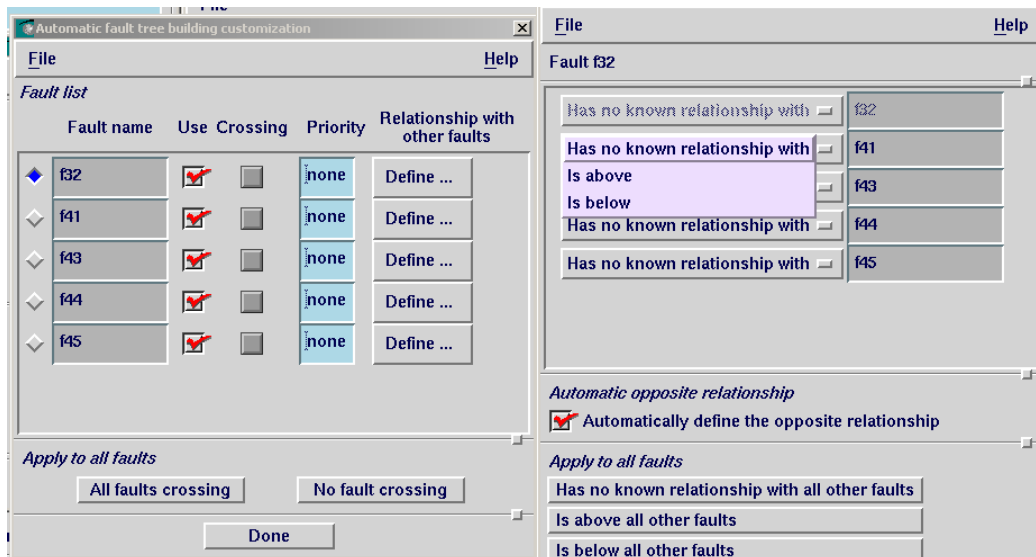 File
Automatic fault tree building customization
File Help
Fault list
Fault name Use Crossing Priority Relationship with other faults
f32 none Define ...
f41 none Define ...
f43 none Define ...
f44 none Define ...
f45 none Define ...
Apply to all faults
All faults crossing No fault crossing
Done
File Help
Fault f32
Has no known relationship with f32
Has no known relationship with f41
Is above
f43
Is below
Has no known relationship with f44
Has no known relationship with f45
Automatic opposite relationship
Automatically define the opposite relationship
Apply to all faults
Has no known relationship with all other faults
Is above all other faults
Is below all other faults